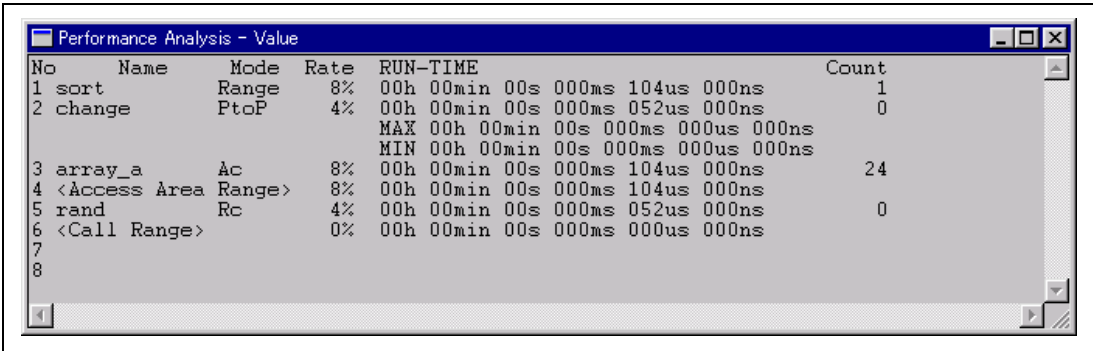 Performance Analysis - Value
No Name Mode Rate RUN-TIME Count
1 sort Range 8% 00h 00min 00s 000ms 104us 000ns 1
2 change PtoP 4% 00h 00min 00s 000ms 052us 000ns 0
MAX 00h 00min 00s 000ms 000us 000ns
MIN 00h 00min 00s 000ms 000us 000ns
3 array_a Ac 8% 00h 00min 00s 000ms 104us 000ns 24
4 <Access Area Range> 8% 00h 00min 00s 000ms 104us 000ns
5 rand Rc 4% 00h 00min 00s 000ms 052us 000ns 0
6 <Call Range> 0% 00h 00min 00s 000ms 000us 000ns
7
8